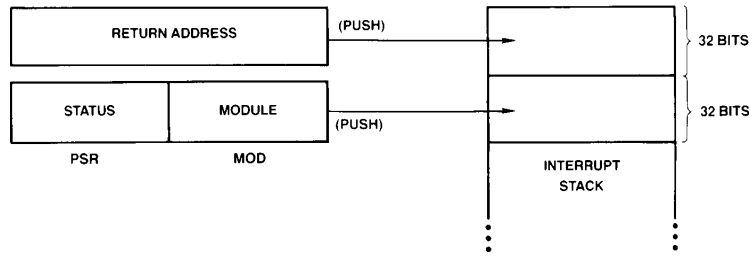 RETURN ADDRESS
(PUSH)
32 BITS
STATUS
MODULE
(PUSH)
32 BITS
PSR
MOD
INTERRUPT
STACK